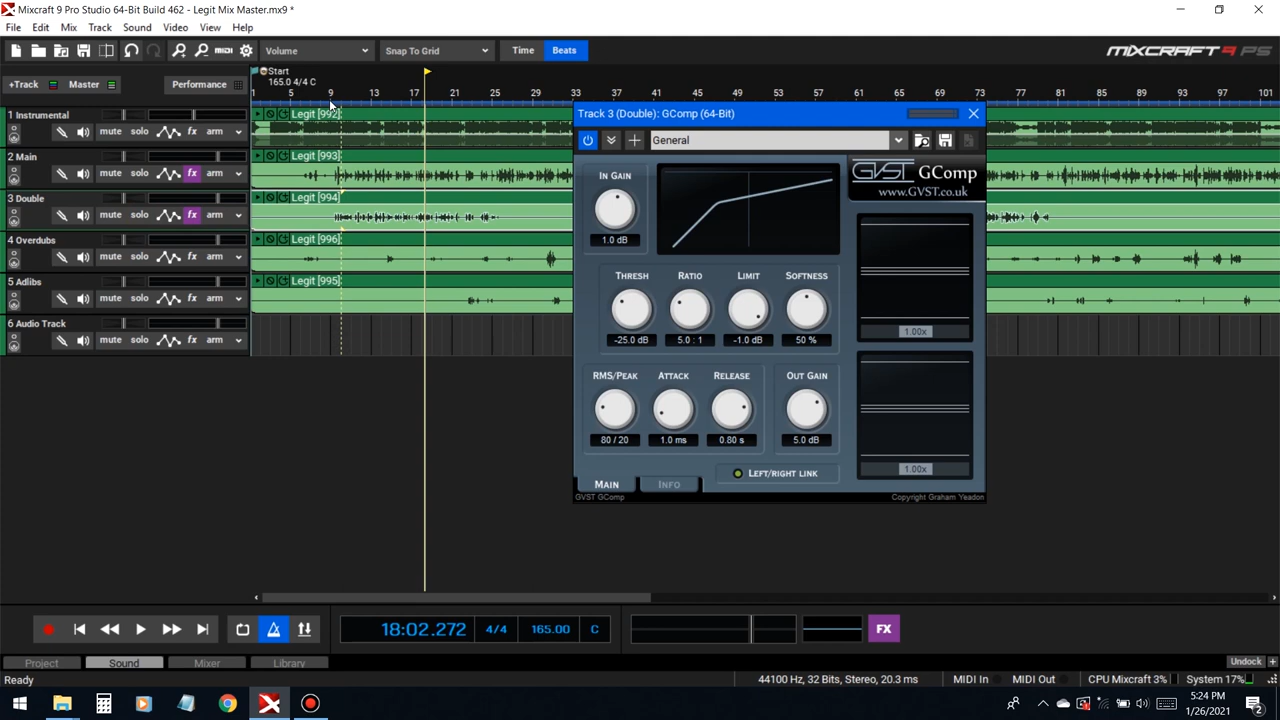 Mixcraft 9 Pro Studio 64-Bit Build 462 - Legit Mix Master.mx9 *
File Edit Mix Track Sound Video View Help
MIDI Volume Snap To Grid Time Beats MIXCRAFT 9 PS
+Track Master Performance
Start
165.0 4/4 C
1 5 9 13 17 21 25 29 33 37 41 45 49 53 57 61 65 69 73 77 81 85 89 93 97 101
1 Instrumental
mute solo fx arm
Legit [992]
2 Main
mute solo fx arm
Legit [993]
3 Double
mute solo fx arm
Legit [994]
4 Overdubs
mute solo fx arm
Legit [996]
5 Adlibs
mute solo fx arm
Legit [995]
6 Audio Track
mute solo fx arm
Track 3 (Double): GComp (64-Bit)
General
IN GAIN
1.0 dB
GVST GComp
www.GVST.co.uk
THRESH RATIO LIMIT SOFTNESS
-25.0 dB 5.0 : 1 -1.0 dB 50 %
1.00x
RMS/PEAK ATTACK RELEASE OUT GAIN
80 / 20 1.0 ms 0.80 s 5.0 dB
1.00x
LEFT/RIGHT LINK
MAIN INFO
GVST GComp Copyright Graham Yeadon
18:02.272 4/4 165.00 C FX
Project Sound Mixer Library Undock
Ready 44100 Hz, 32 Bits, Stereo, 20.3 ms MIDI In MIDI Out CPU Mixcraft 3% System 17%
5:24 PM
1/26/2021
2